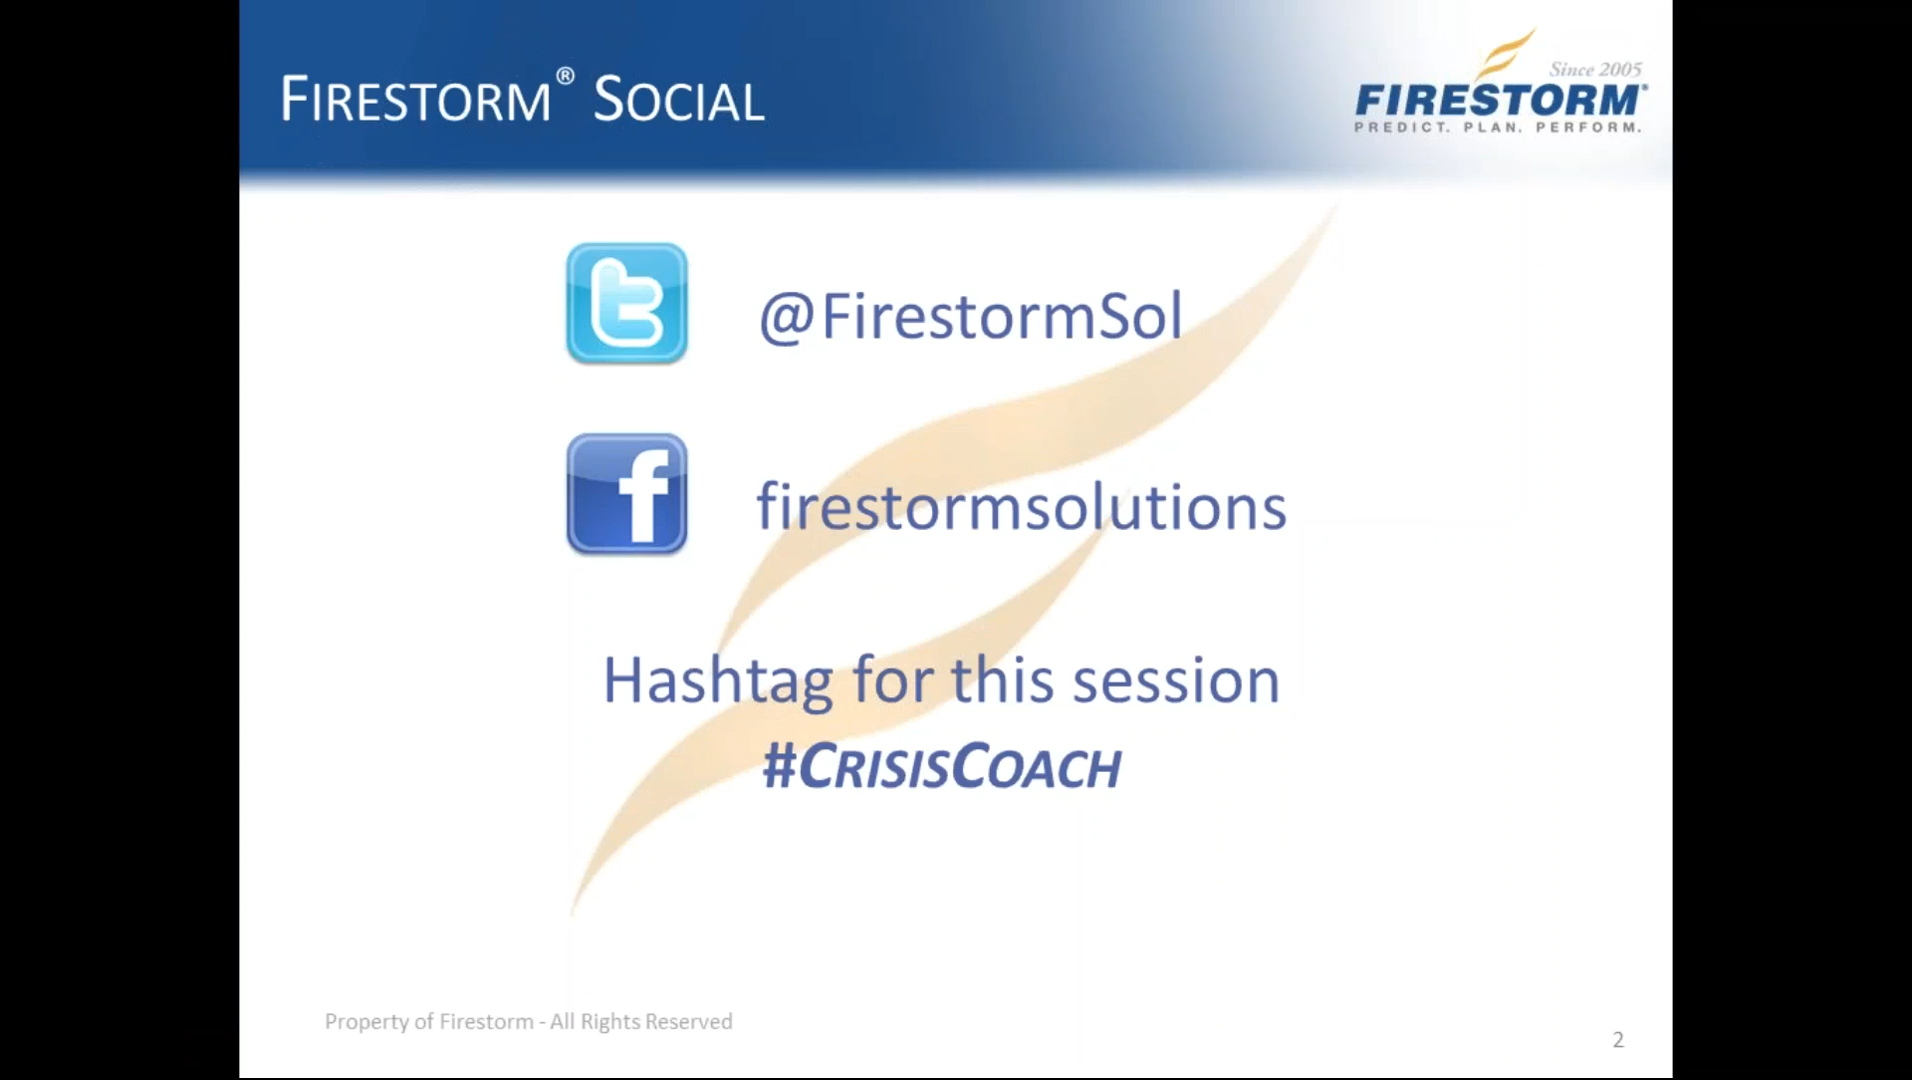 FIRESTORM® SOCIAL
Since 2005
FIRESTORM®
PREDICT. PLAN. PERFORM.
@FirestormSol
firestormsolutions
Hashtag for this session
#CRISISCOACH
Property of Firestorm - All Rights Reserved
2